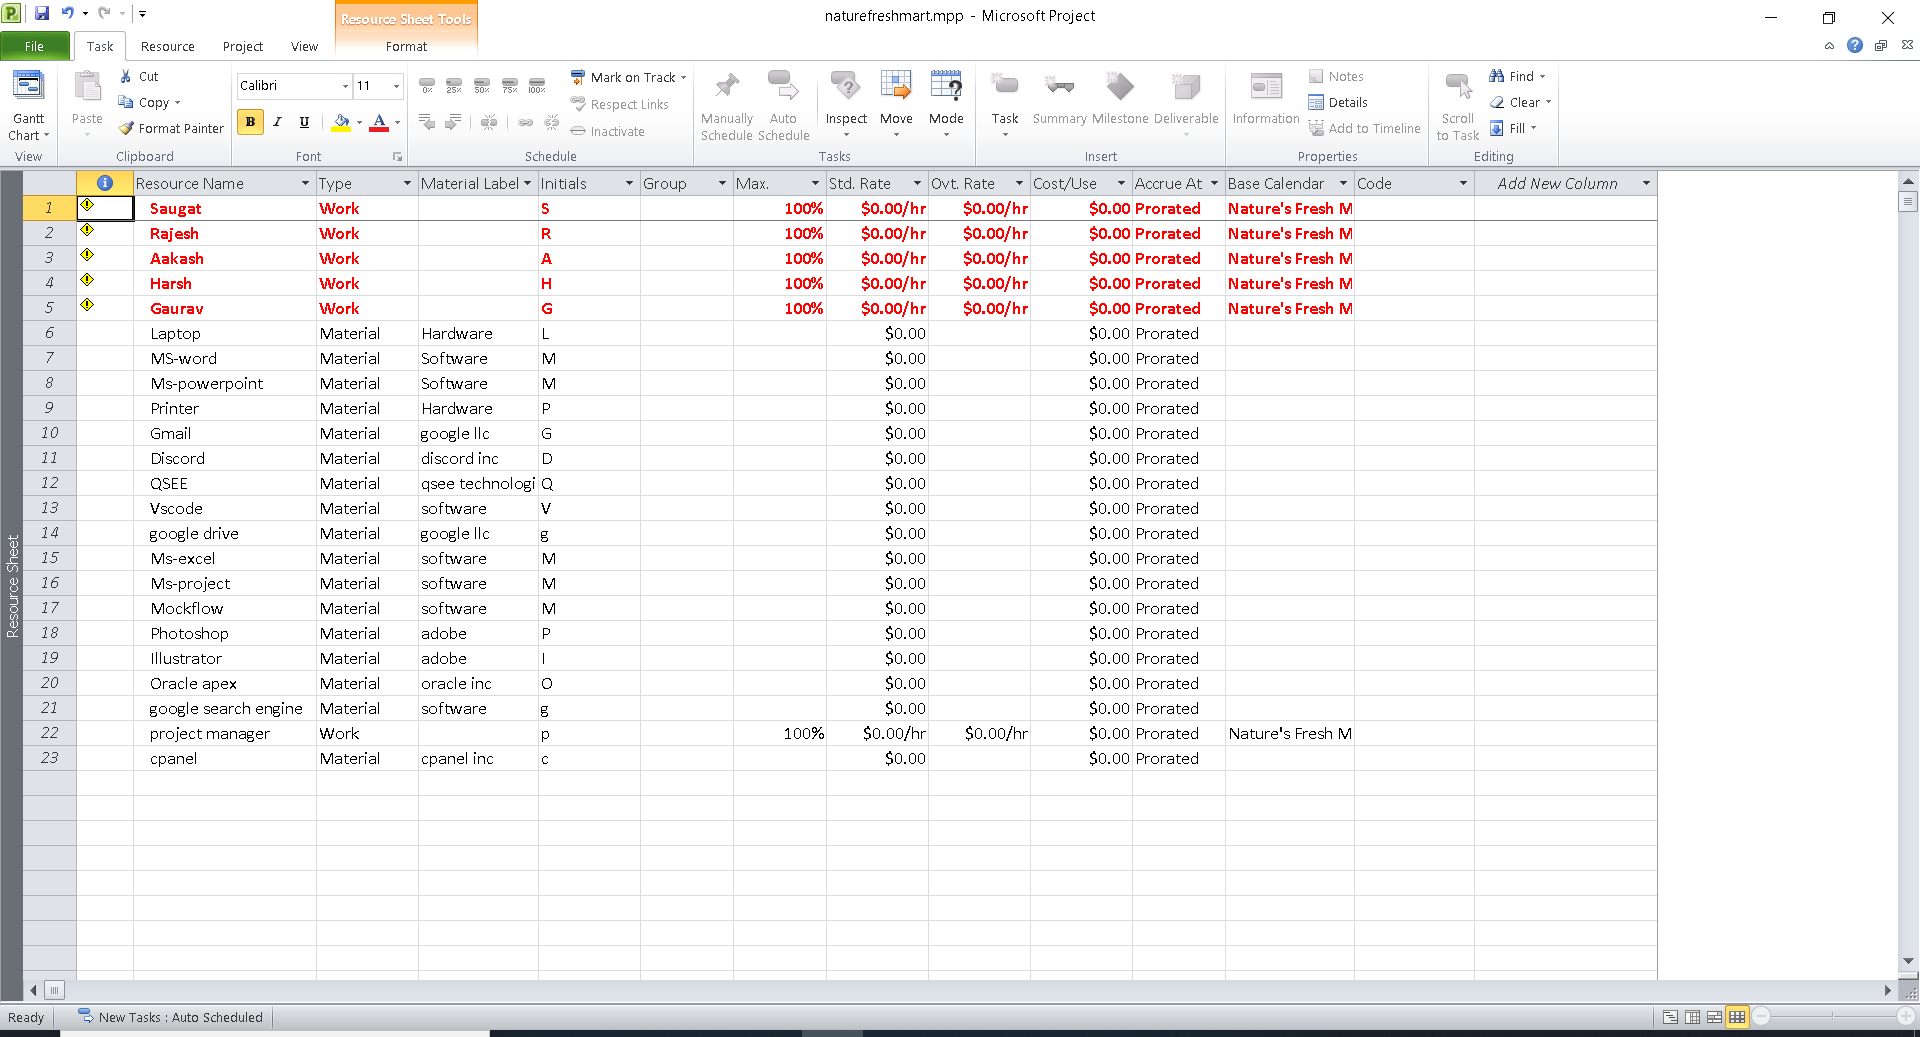 naturefreshmart.mpp - Microsoft Project
Resource Sheet Tools
File Task Resource Project View Format
Gantt Chart
Paste
Cut
Copy
Format Painter
Calibri 11
B I U A
0% 25% 50% 75% 100%
Mark on Track
Respect Links
Inactivate
Manually Schedule
Auto Schedule
Inspect
Move
Mode
Task
Summary
Milestone
Deliverable
Information
Notes
Details
Add to Timeline
Scroll to Task
Find
Clear
Fill
View Clipboard Font Schedule Tasks Insert Properties Editing
Resource Name Type Material Label Initials Group Max. Std. Rate Ovt. Rate Cost/Use Accrue At Base Calendar Code Add New Column
1 Saugat Work S 100% $0.00/hr $0.00/hr $0.00 Prorated Nature's Fresh M
2 Rajesh Work R 100% $0.00/hr $0.00/hr $0.00 Prorated Nature's Fresh M
3 Aakash Work A 100% $0.00/hr $0.00/hr $0.00 Prorated Nature's Fresh M
4 Harsh Work H 100% $0.00/hr $0.00/hr $0.00 Prorated Nature's Fresh M
5 Gaurav Work G 100% $0.00/hr $0.00/hr $0.00 Prorated Nature's Fresh M
6 Laptop Material Hardware L $0.00 $0.00 Prorated
7 MS-word Material Software M $0.00 $0.00 Prorated
8 Ms-powerpoint Material Software M $0.00 $0.00 Prorated
9 Printer Material Hardware P $0.00 $0.00 Prorated
10 Gmail Material google llc G $0.00 $0.00 Prorated
11 Discord Material discord inc D $0.00 $0.00 Prorated
12 QSEE Material qsee technologi Q $0.00 $0.00 Prorated
13 Vscode Material software V $0.00 $0.00 Prorated
14 google drive Material google llc g $0.00 $0.00 Prorated
15 Ms-excel Material software M $0.00 $0.00 Prorated
16 Ms-project Material software M $0.00 $0.00 Prorated
17 Mockflow Material software M $0.00 $0.00 Prorated
18 Photoshop Material adobe P $0.00 $0.00 Prorated
19 Illustrator Material adobe I $0.00 $0.00 Prorated
20 Oracle apex Material oracle inc O $0.00 $0.00 Prorated
21 google search engine Material software g $0.00 $0.00 Prorated
22 project manager Work p 100% $0.00/hr $0.00/hr $0.00 Prorated Nature's Fresh M
23 cpanel Material cpanel inc c $0.00 $0.00 Prorated
Resource Sheet
Ready New Tasks : Auto Scheduled